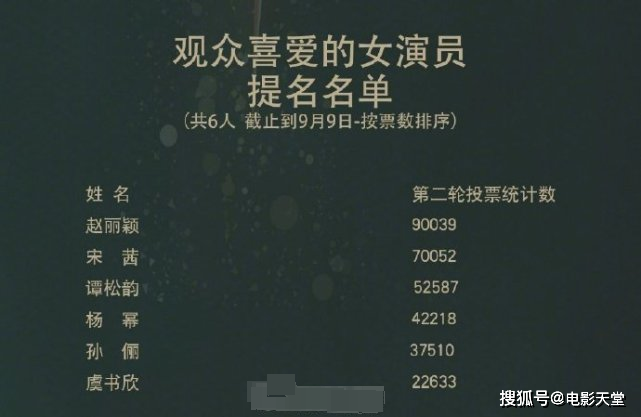 观众喜爱的女演员
提名名单
(共6人 截止到9月9日-按票数排序)
姓 名 第二轮投票统计数
赵丽颖 90039
宋 茜 70052
谭松韵 52587
杨 幂 42218
孙 俪 37510
虞书欣 22633
搜狐号@电影天堂